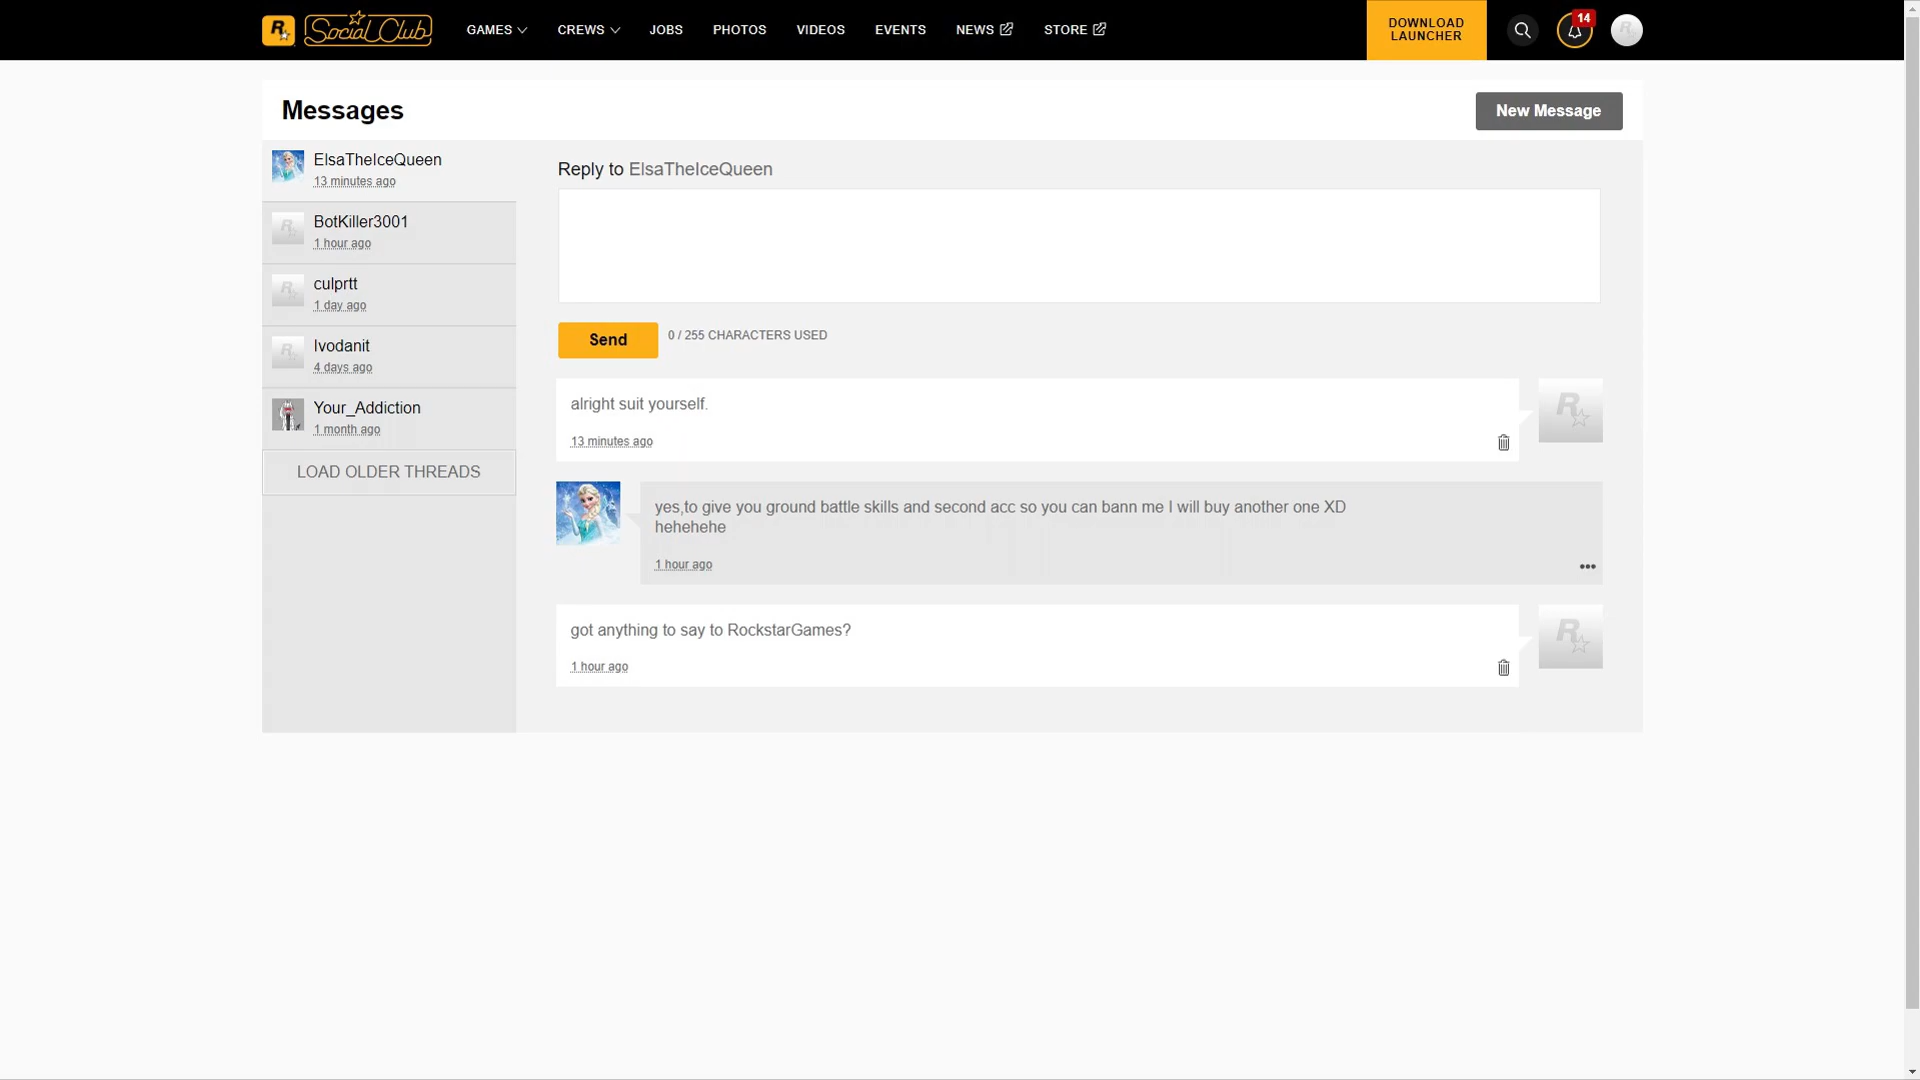 R Social Club GAMES CREWS JOBS PHOTOS VIDEOS EVENTS NEWS STORE DOWNLOAD
LAUNCHER 14
Messages
New Message
ElsaTheIceQueen
13 minutes ago
BotKiller3001
1 hour ago
culprtt
1 day ago
lvodanit
4 days ago
Your_Addiction
1 month ago
LOAD OLDER THREADS
Reply to ElsaTheIceQueen
Send 0 / 255 CHARACTERS USED
alright suit yourself.
13 minutes ago
yes,to give you ground battle skills and second acc so you can bann me I will buy another one XD
hehehehe
1 hour ago
got anything to say to RockstarGames?
1 hour ago